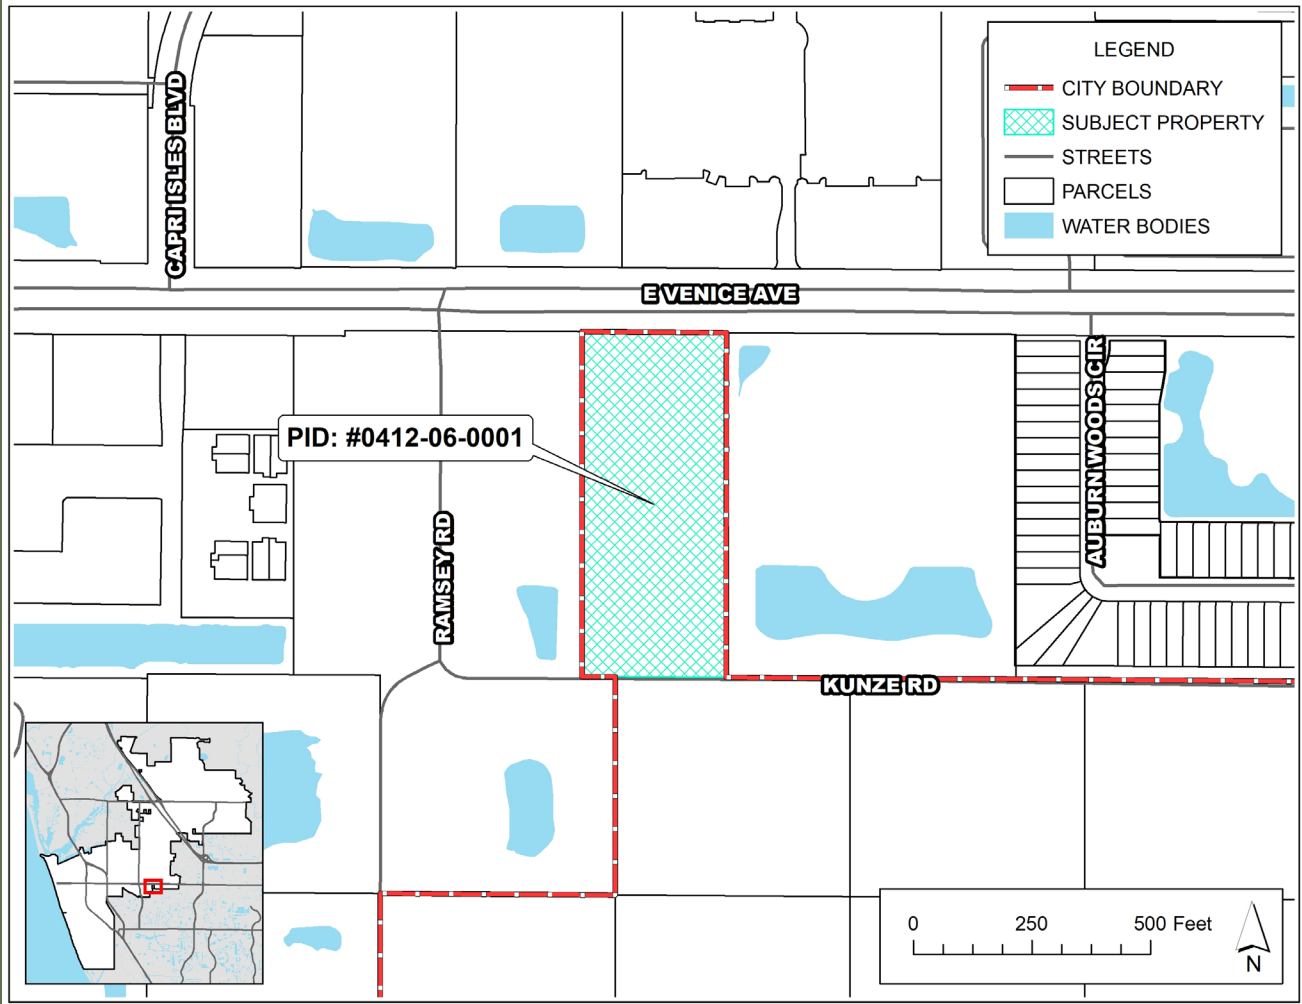 LEGEND
CITY BOUNDARY
SUBJECT PROPERTY
STREETS
PARCELS
WATER BODIES
CAPRI ISLES BLVD
E VENICE AVE
AUBURN WOODS CIR
PID: #0412-06-0001
RAMSEY RD
KUNZE RD
0 250 500 Feet
N